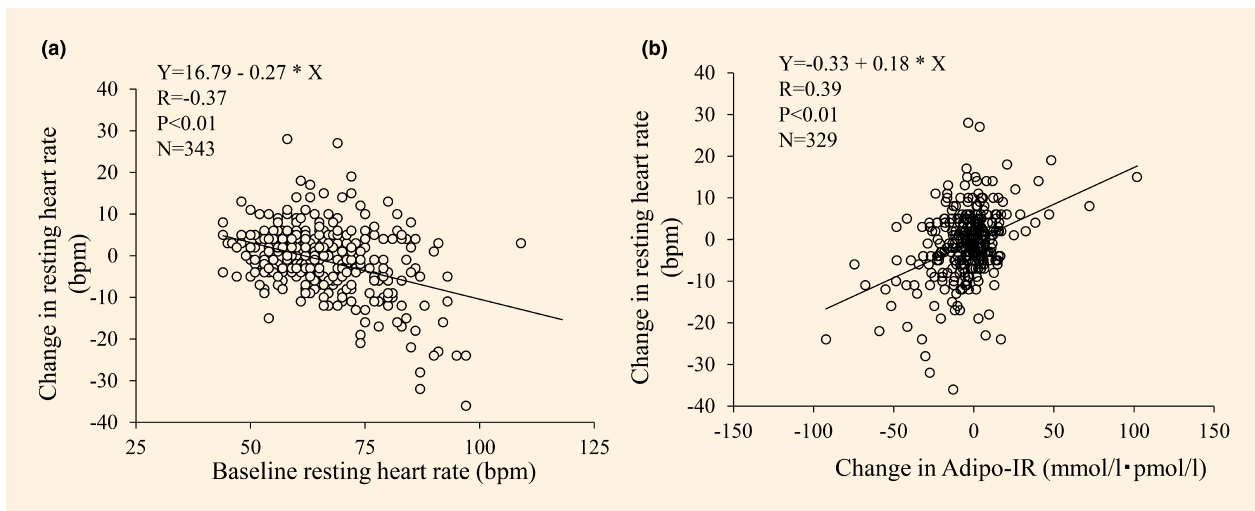 (a)
Y=16.79 - 0.27 * X
R=-0.37
P<0.01
N=343
40
30
20
10
0
-10
-20
-30
-40
25 50 75 100 125
Change in resting heart rate
(bpm)
Baseline resting heart rate (bpm)
(b)
Y=-0.33 + 0.18 * X
R=0.39
P<0.01
N=329
40
30
20
10
0
-10
-20
-30
-40
-150 -100 -50 0 50 100 150
Change in resting heart rate
(bpm)
Change in Adipo-IR (mmol/l・pmol/l)